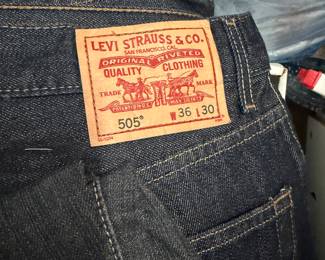 LEVI STRAUSS & CO.
SAN FRANCISCO, CAL.
ORIGINAL RIVETED
QUALITY CLOTHING
TRADE MARK
505®
W 36 L 30